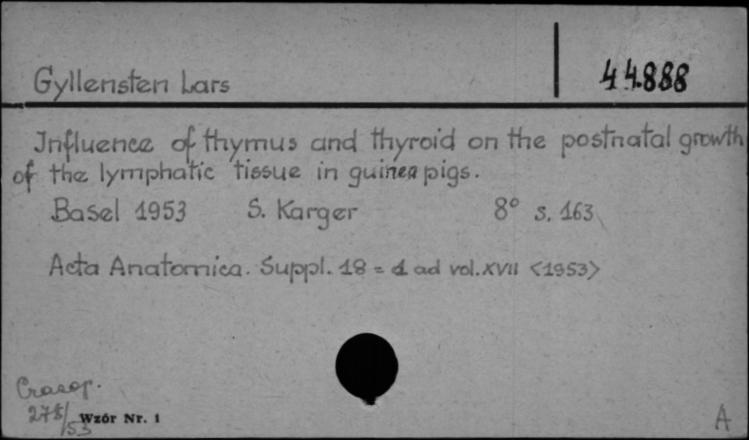 Gyllensten Lars
44888
Influence of thymus and thyroid on the postnatal growth
of the lymphatic tissue in guinea pigs.
Basel 1953 S. Karger 8° s. 163
Acta Anatomica. Suppl. 18 = 1 ad vol. XVII <1953>
275/53
Wzór Nr. 1
A